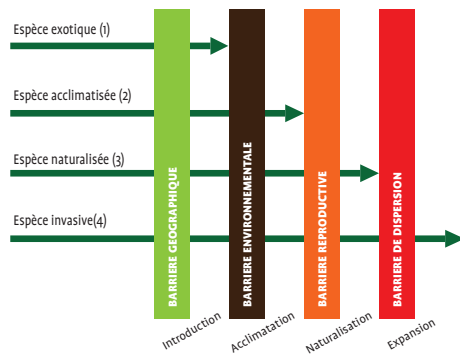 Espèce exotique (1)
Espèce acclimatisée (2)
Espèce naturalisée (3)
Espèce invasive(4)
BARRIERE GEOGRAPHIQUE
BARRIERE ENVIRONNEMENTALE
BARRIERE REPRODUCTIVE
BARRIERE DE DISPERSION
Introduction
Acclimatation
Naturalisation
Expansion